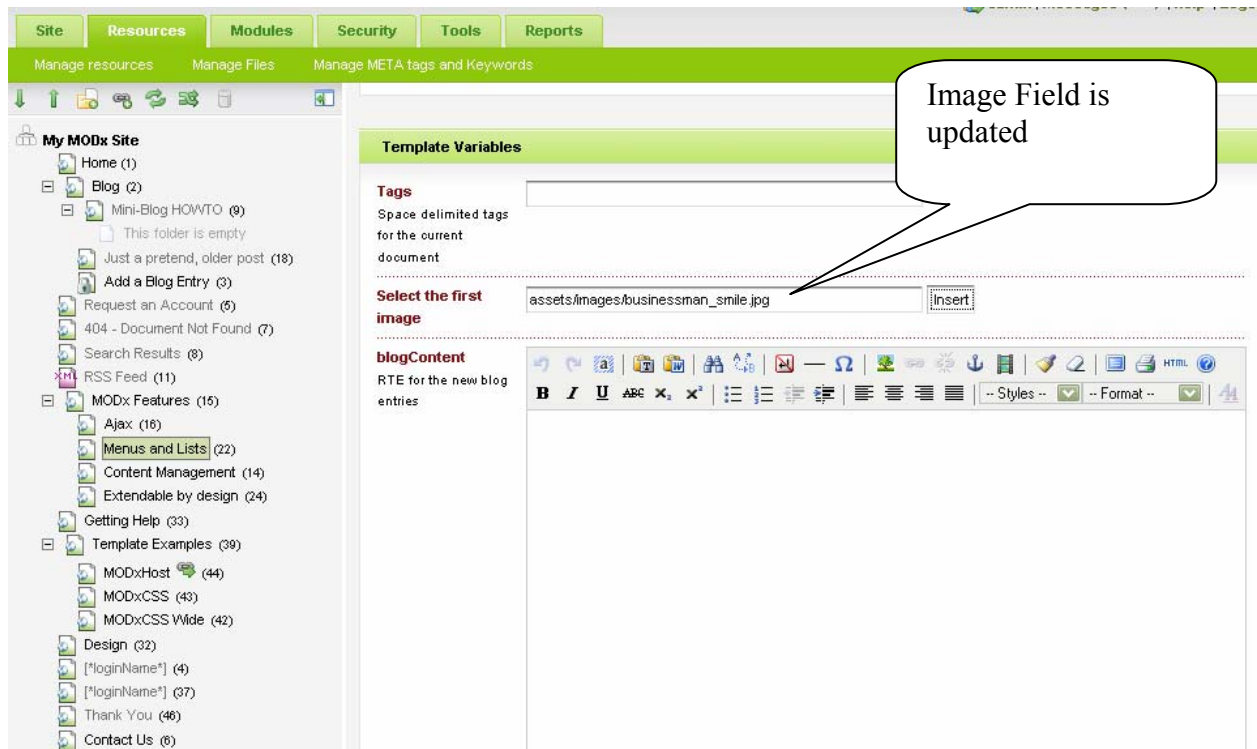 Site Resources Modules Security Tools Reports
Manage resources Manage Files Manage META tags and Keywords
My MODx Site
Home (1)
Blog (2)
Mini-Blog HOWTO (9)
This folder is empty
Just a pretend, older post (18)
Add a Blog Entry (3)
Request an Account (5)
404 - Document Not Found (7)
Search Results (8)
RSS Feed (11)
MODx Features (15)
Ajax (16)
Menus and Lists (22)
Content Management (14)
Extendable by design (24)
Getting Help (33)
Template Examples (39)
MODxHost (44)
MODxCSS (43)
MODxCSS Wide (42)
Design (32)
[*loginName*] (4)
[*loginName*] (37)
Thank You (46)
Contact Us (6)
Image Field is
updated
Template Variables
Tags
Space delimited tags
for the current
document
Select the first
image
assets/images/businessman_smile.jpg Insert
blogContent
RTE for the new blog
entries
HTML
B I U ABC x₂ x² -- Styles -- -- Format --